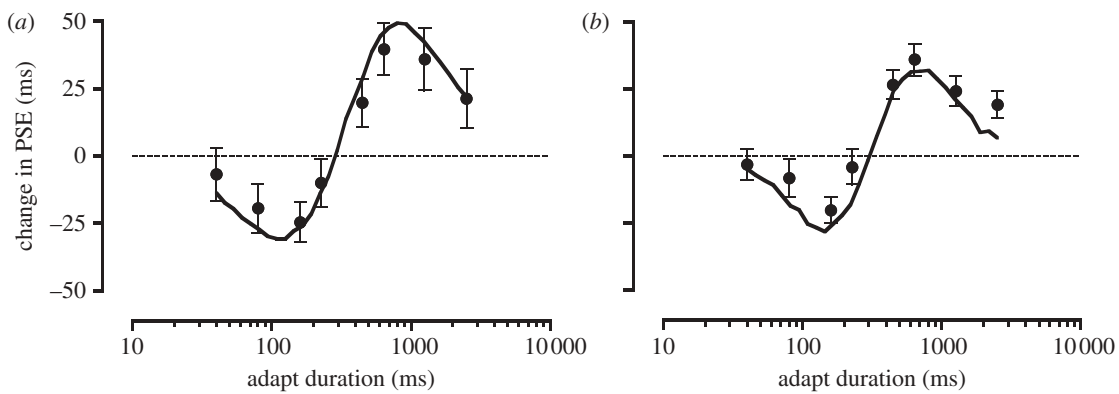 (a)
50
25
0
−25
−50
change in PSE (ms)
10 100 1000 10 000
adapt duration (ms)
(b)
10 100 1000 10 000
adapt duration (ms)